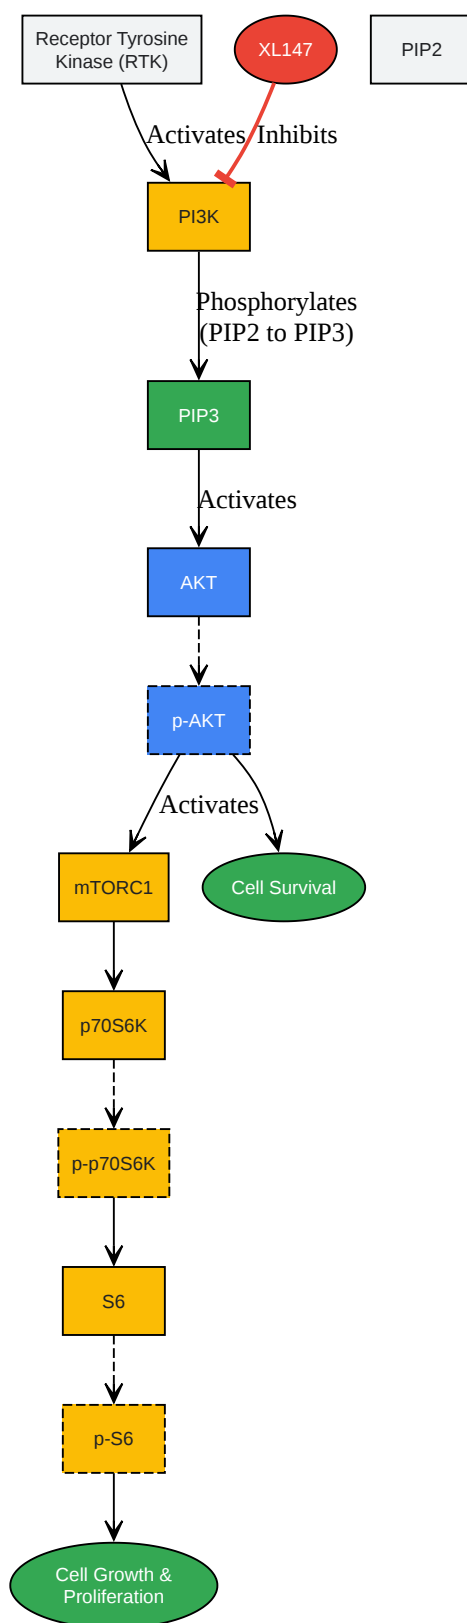 Receptor Tyrosine
Kinase (RTK)
XL147
PIP2
Activates
Inhibits
PI3K
Phosphorylates
(PIP2 to PIP3)
PIP3
Activates
AKT
p-AKT
Activates
mTORC1
Cell Survival
p70S6K
p-p70S6K
S6
p-S6
Cell Growth &
Proliferation